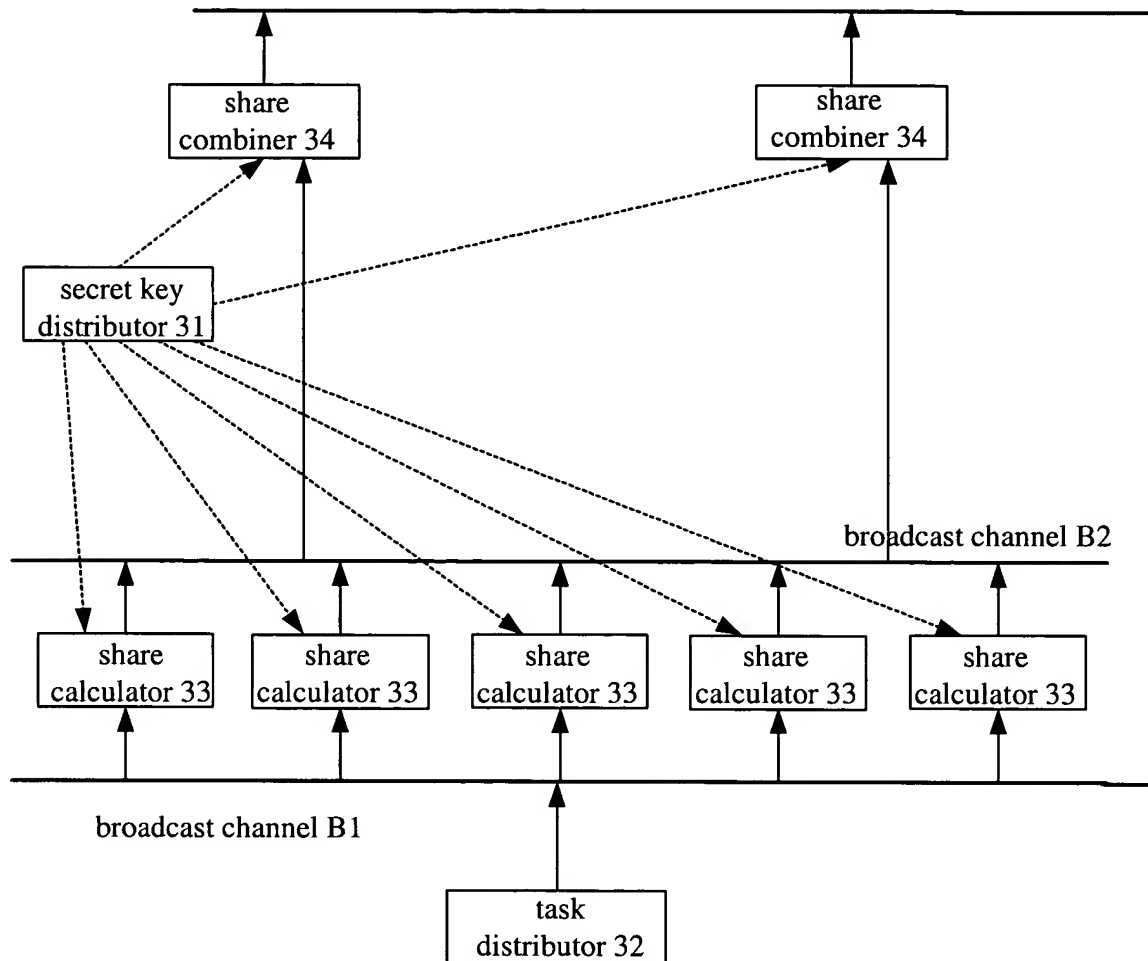 share
combiner 34
share
combiner 34
secret key
distributor 31
broadcast channel B2
share
calculator 33
share
calculator 33
share
calculator 33
share
calculator 33
share
calculator 33
broadcast channel B1
task
distributor 32